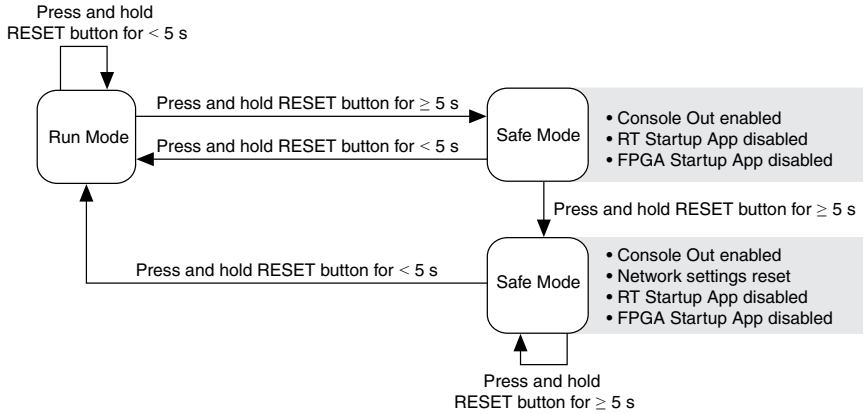 Press and hold
RESET button for < 5 s
Run Mode
Press and hold RESET button for ≥ 5 s
Press and hold RESET button for < 5 s
Safe Mode
• Console Out enabled
• RT Startup App disabled
• FPGA Startup App disabled
Press and hold RESET button for ≥ 5 s
Press and hold RESET button for < 5 s
Safe Mode
• Console Out enabled
• Network settings reset
• RT Startup App disabled
• FPGA Startup App disabled
Press and hold
RESET button for ≥ 5 s